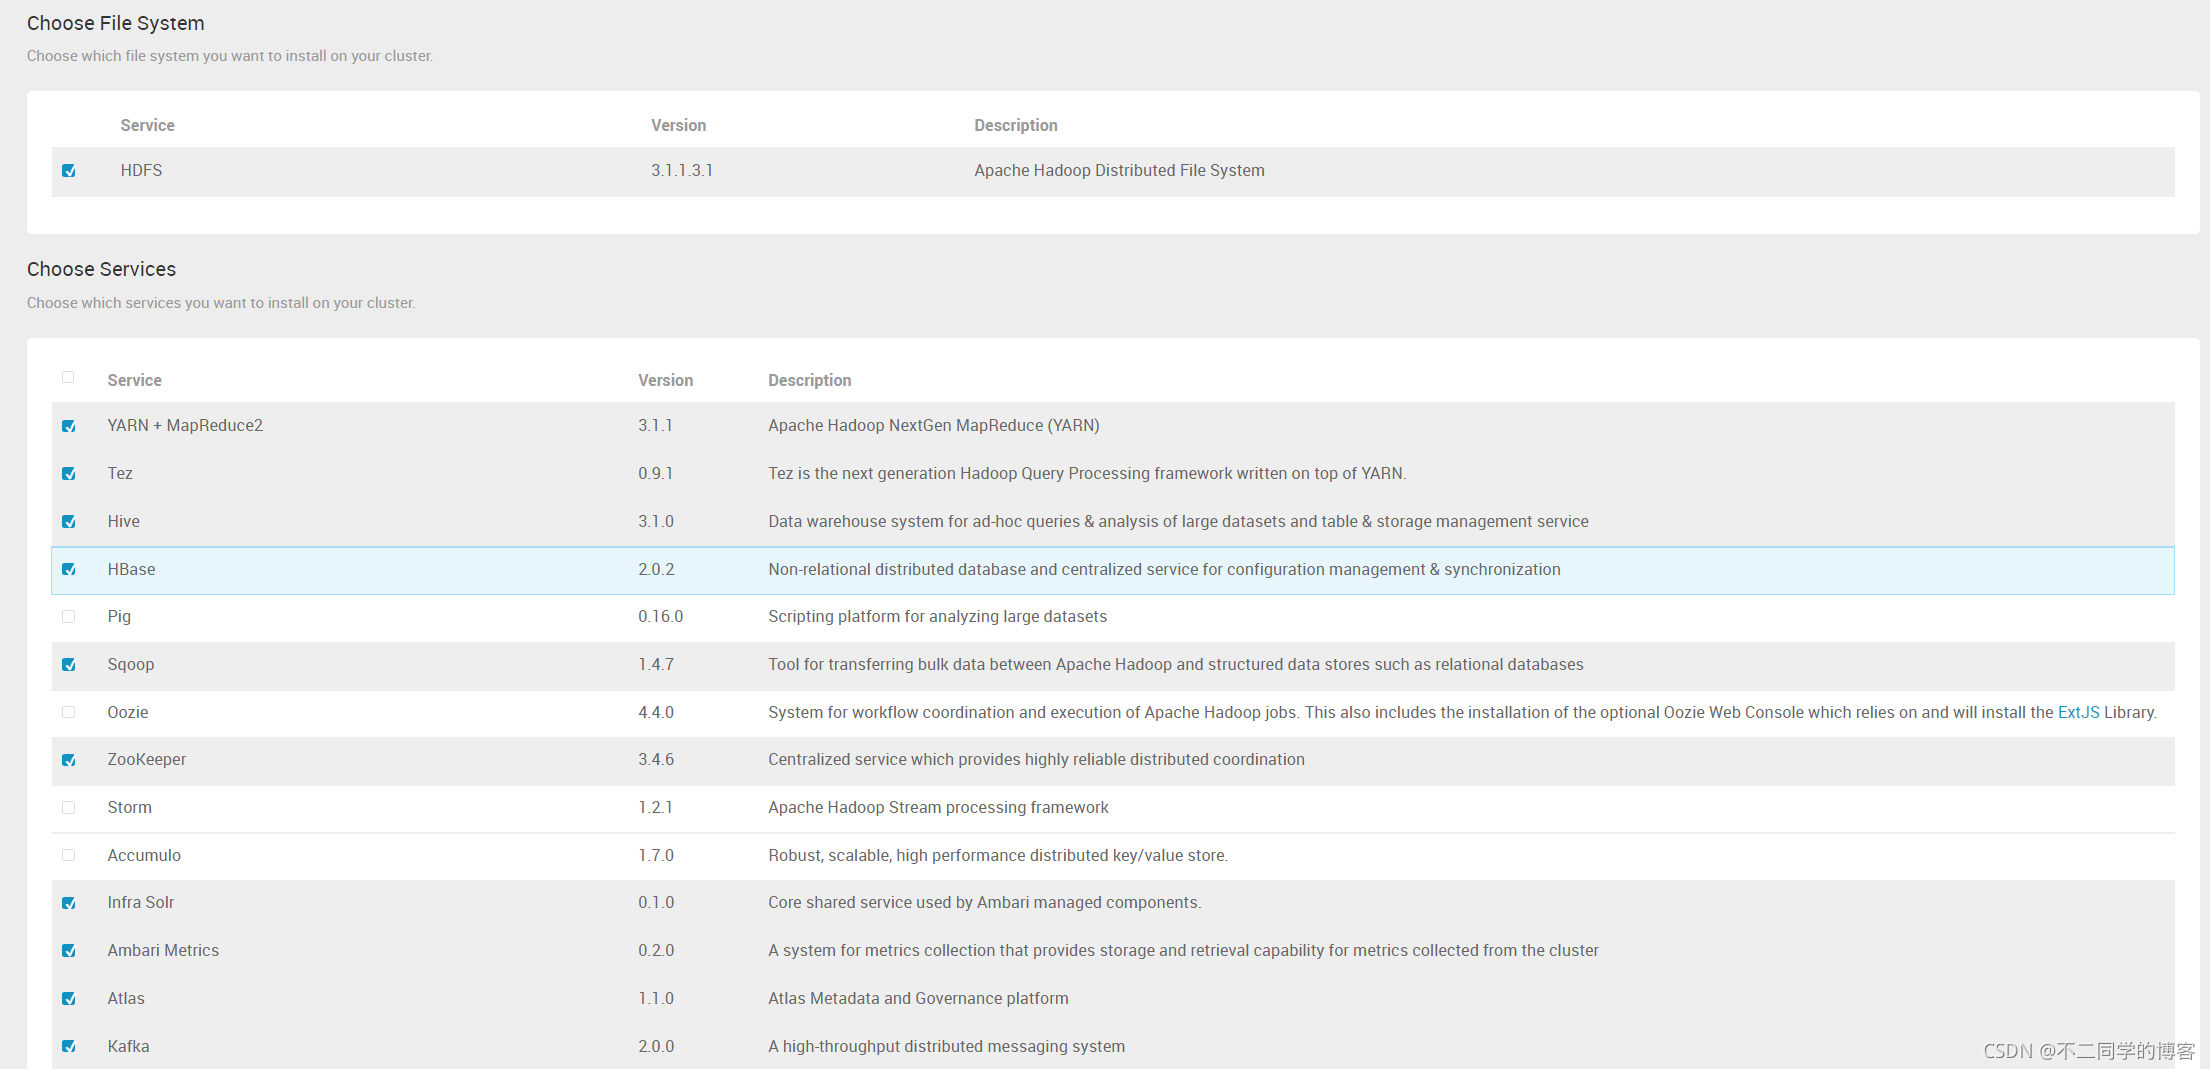 Choose File System
Choose which file system you want to install on your cluster.
Service Version Description
HDFS 3.1.1.3.1 Apache Hadoop Distributed File System
Choose Services
Choose which services you want to install on your cluster.
Service Version Description
YARN + MapReduce2 3.1.1 Apache Hadoop NextGen MapReduce (YARN)
Tez 0.9.1 Tez is the next generation Hadoop Query Processing framework written on top of YARN.
Hive 3.1.0 Data warehouse system for ad-hoc queries & analysis of large datasets and table & storage management service
HBase 2.0.2 Non-relational distributed database and centralized service for configuration management & synchronization
Pig 0.16.0 Scripting platform for analyzing large datasets
Sqoop 1.4.7 Tool for transferring bulk data between Apache Hadoop and structured data stores such as relational databases
Oozie 4.4.0 System for workflow coordination and execution of Apache Hadoop jobs. This also includes the installation of the optional Oozie Web Console which relies on and will install the ExtJS Library.
ZooKeeper 3.4.6 Centralized service which provides highly reliable distributed coordination
Storm 1.2.1 Apache Hadoop Stream processing framework
Accumulo 1.7.0 Robust, scalable, high performance distributed key/value store.
Infra Solr 0.1.0 Core shared service used by Ambari managed components.
Ambari Metrics 0.2.0 A system for metrics collection that provides storage and retrieval capability for metrics collected from the cluster
Atlas 1.1.0 Atlas Metadata and Governance platform
Kafka 2.0.0 A high-throughput distributed messaging system
CSDN @不二同学的博客